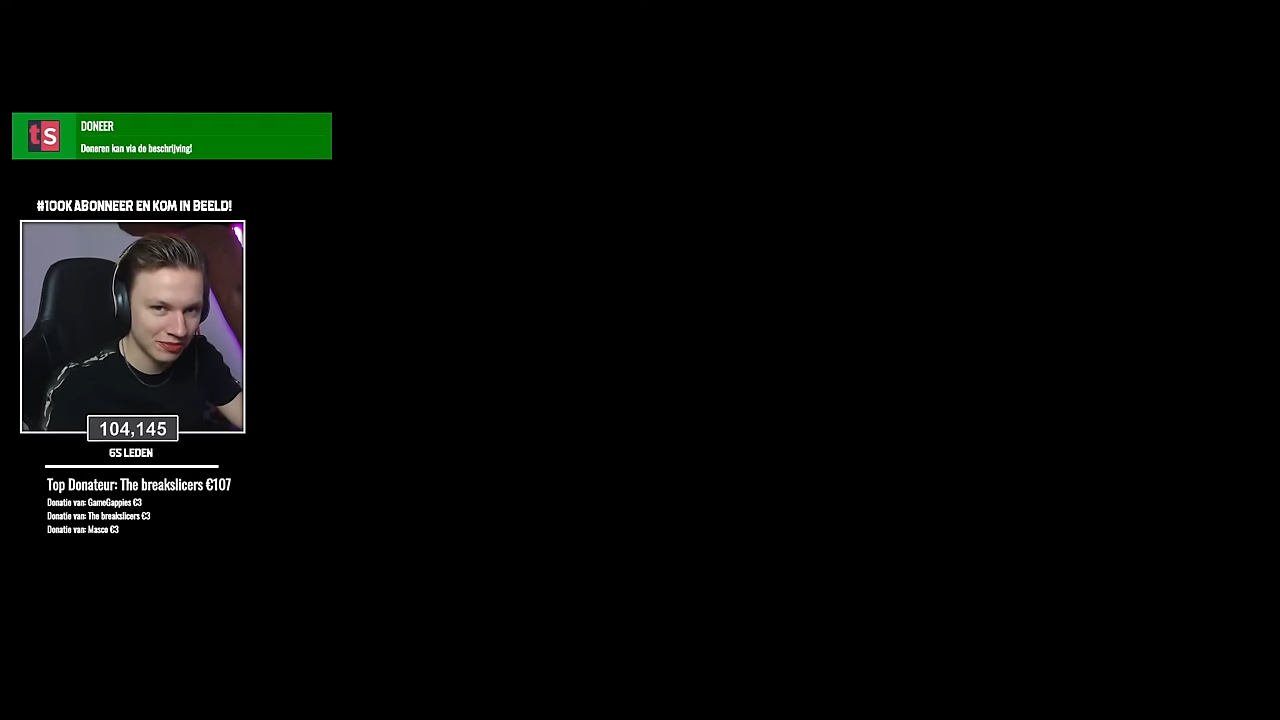 tS
DONEER
Doneren kan via de beschrijving!
#100K ABONNEER EN KOM IN BEELD!
104,145
65 LEDEN
Top Donateur: The breakslicers €107
Donatie van: GameGappies €3
Donatie van: The breakslicers €3
Donatie van: Masco €3